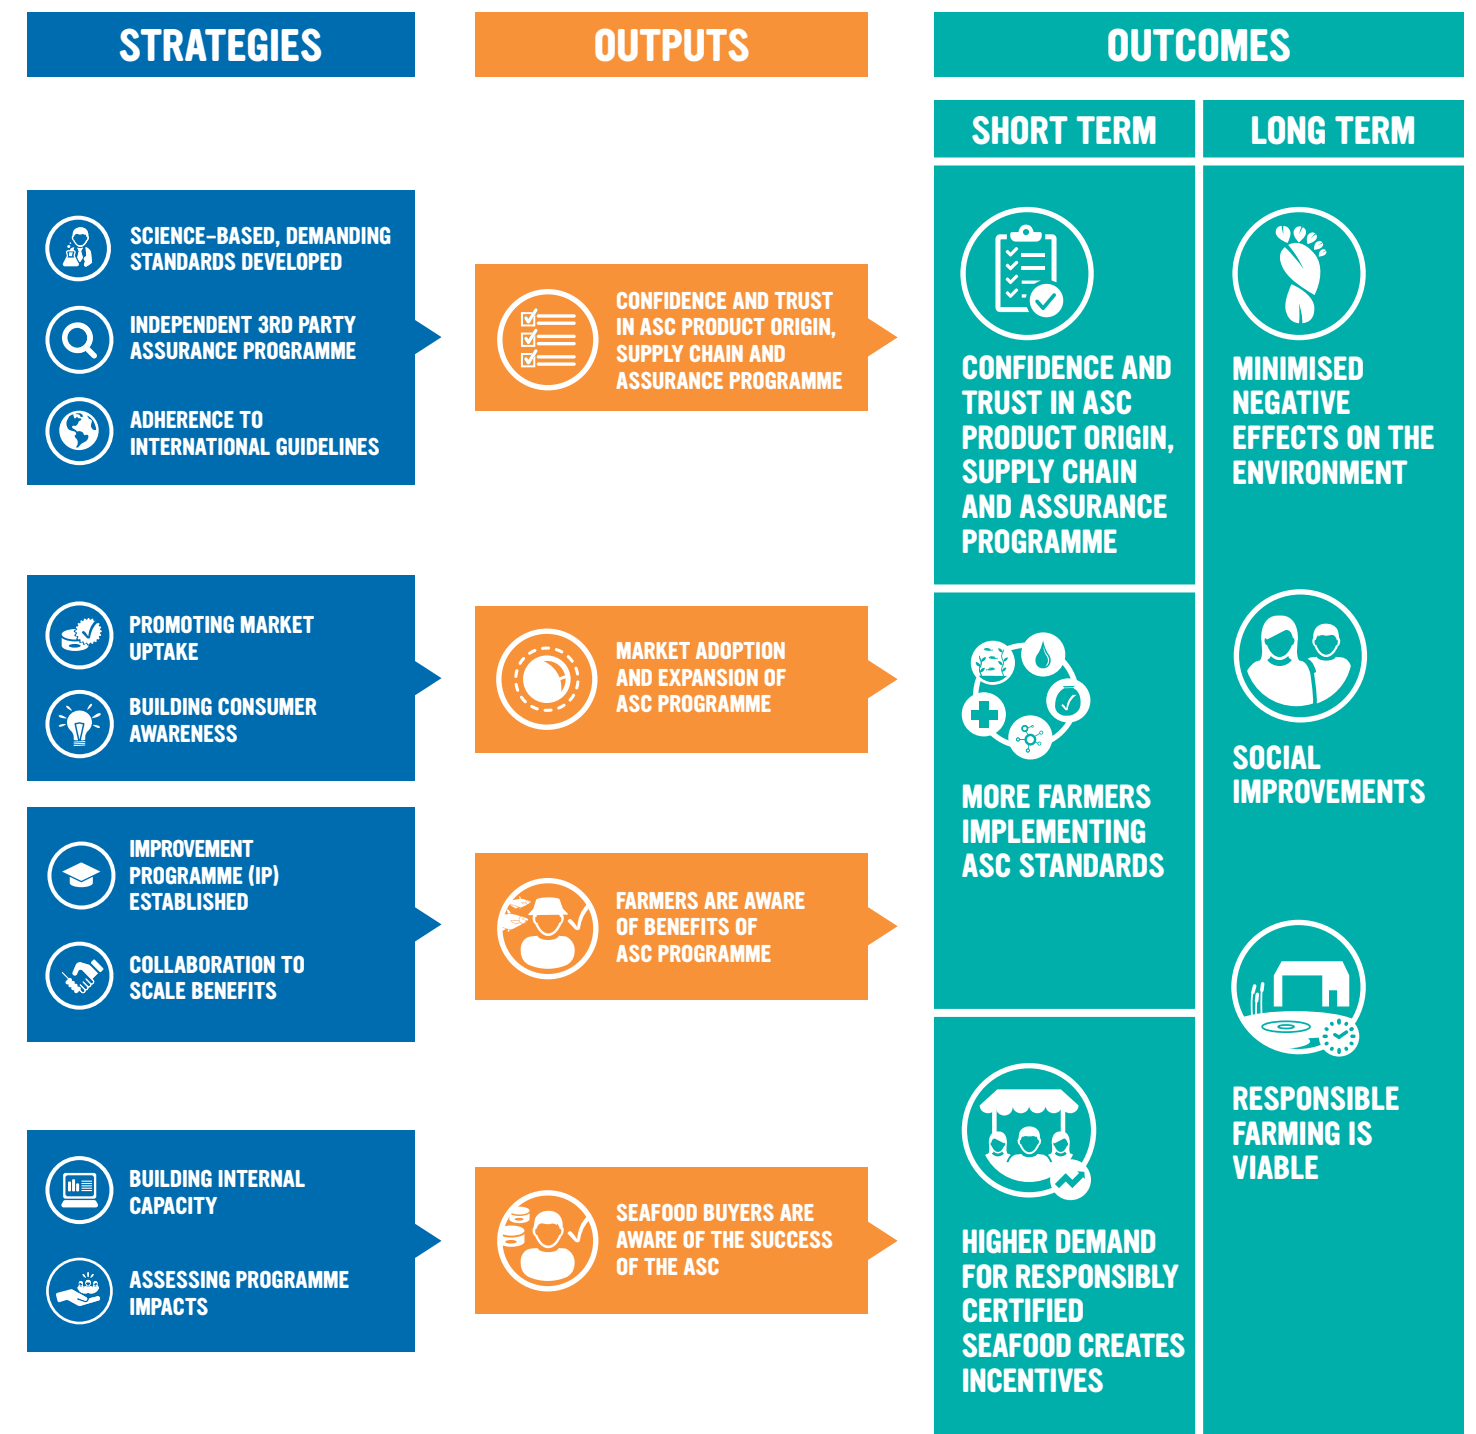 STRATEGIES
SCIENCE-BASED, DEMANDING
STANDARDS DEVELOPED
INDEPENDENT 3RD PARTY
ASSURANCE PROGRAMME
ADHERENCE TO
INTERNATIONAL GUIDELINES
PROMOTING MARKET
UPTAKE
BUILDING CONSUMER
AWARENESS
IMPROVEMENT
PROGRAMME (IP)
ESTABLISHED
COLLABORATION TO
SCALE BENEFITS
BUILDING INTERNAL
CAPACITY
ASSESSING PROGRAMME
IMPACTS
OUTPUTS
CONFIDENCE AND TRUST
IN ASC PRODUCT ORIGIN,
SUPPLY CHAIN AND
ASSURANCE PROGRAMME
MARKET ADOPTION
AND EXPANSION OF
ASC PROGRAMME
FARMERS ARE AWARE
OF BENEFITS OF
ASC PROGRAMME
SEAFOOD BUYERS ARE
AWARE OF THE SUCCESS
OF THE ASC
OUTCOMES
SHORT TERM
CONFIDENCE AND
TRUST IN ASC
PRODUCT ORIGIN,
SUPPLY CHAIN
AND ASSURANCE
PROGRAMME
MORE FARMERS
IMPLEMENTING
ASC STANDARDS
HIGHER DEMAND
FOR RESPONSIBLY
CERTIFIED
SEAFOOD CREATES
INCENTIVES
LONG TERM
MINIMISED
NEGATIVE
EFFECTS ON THE
ENVIRONMENT
SOCIAL
IMPROVEMENTS
RESPONSIBLE
FARMING IS
VIABLE